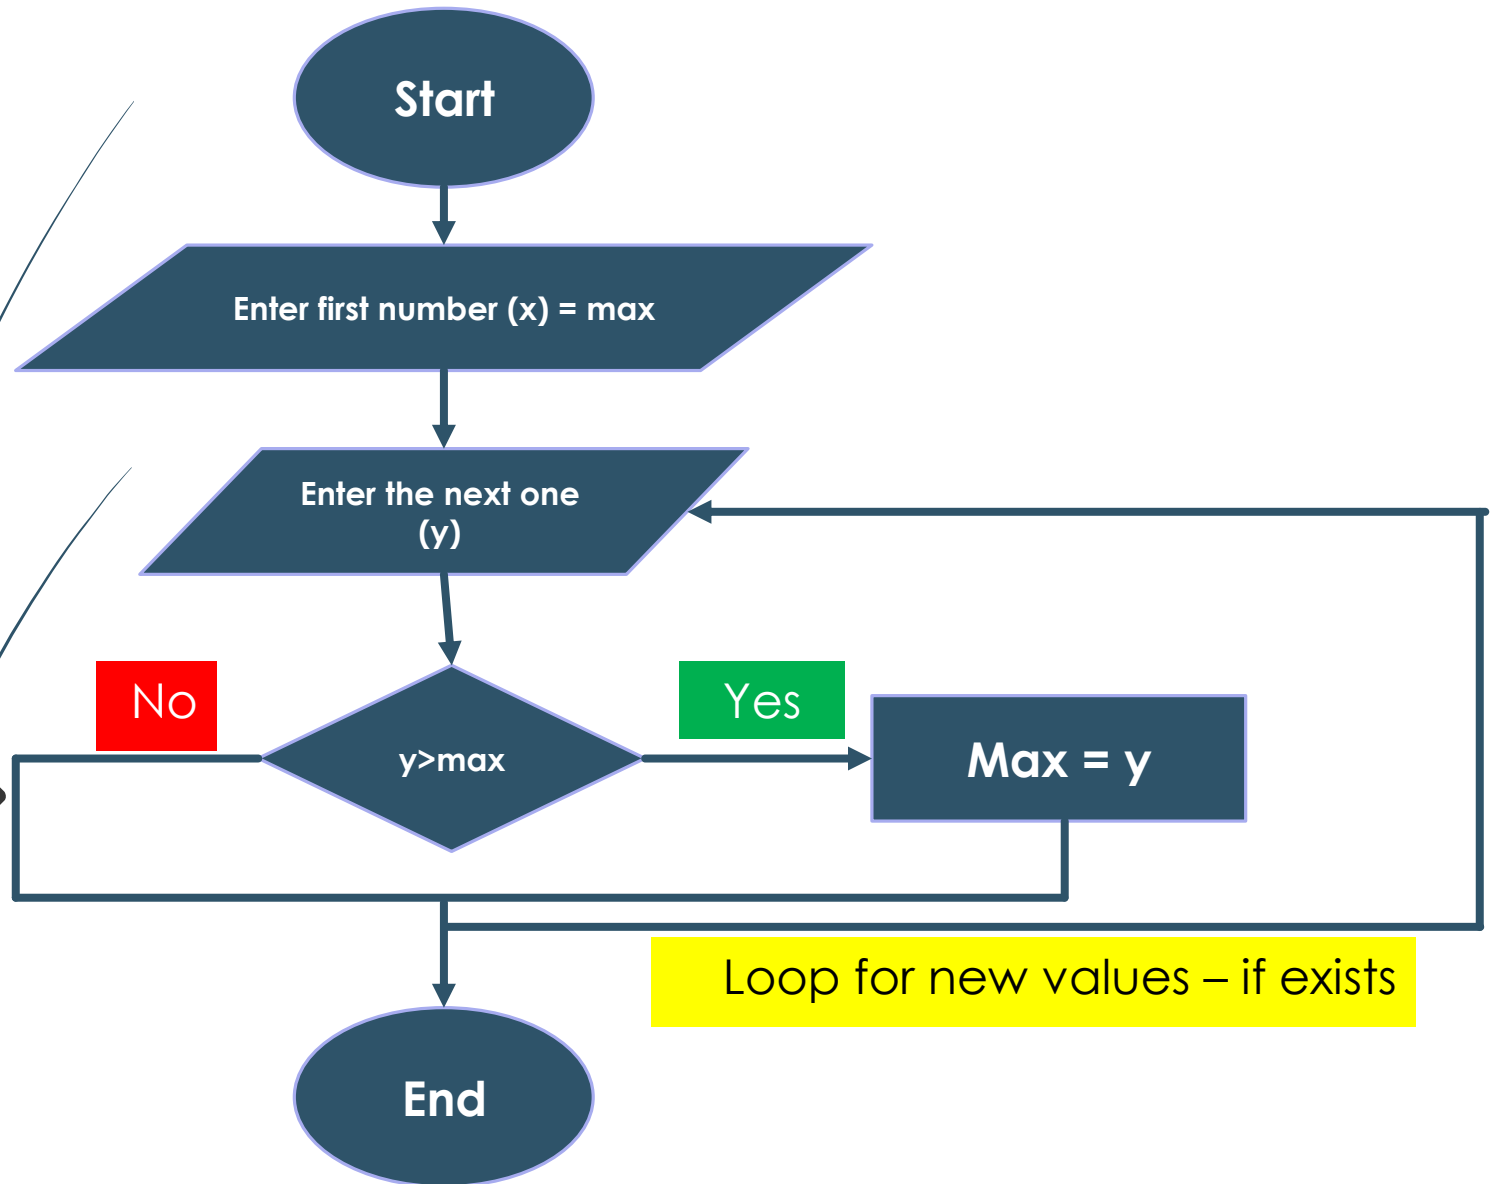 Start
Enter first number (x) = max
Enter the next one
(y)
No
Yes
y>max
Max = y
Loop for new values – if exists
End